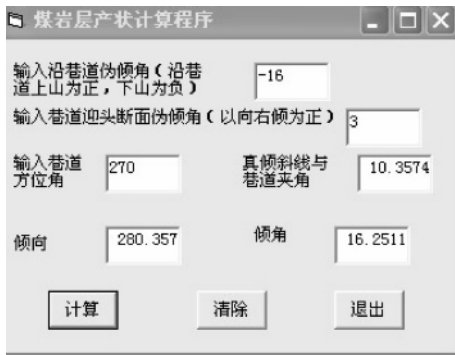 煤岩层产状计算程序
输入沿巷道伪倾角(沿巷
道上山为正,下山为负)
-16
输入巷道迎头断面伪倾角(以向右倾为正)
3
输入巷道
方位角
270
真倾斜线与
巷道夹角
10.3574
倾向
280.357
倾角
16.2511
计算
清除
退出